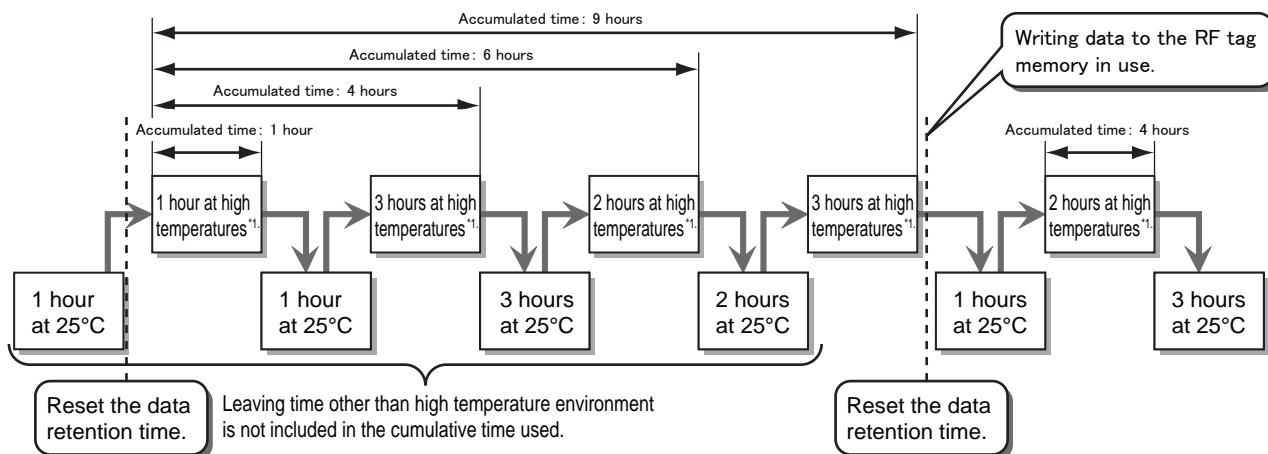 Accumulated time: 9 hours
Accumulated time: 6 hours
Accumulated time: 4 hours
Accumulated time: 1 hour
Writing data to the RF tag
memory in use.
Accumulated time: 4 hours
1 hour at high
temperatures*1.
3 hours at high
temperatures*1.
2 hours at high
temperatures*1.
3 hours at high
temperatures*1.
2 hours at high
temperatures*1.
1 hour
at 25°C
1 hour
at 25°C
3 hours
at 25°C
2 hours
at 25°C
1 hours
at 25°C
3 hours
at 25°C
Reset the data
retention time.
Leaving time other than high temperature environment
is not included in the cumulative time used.
Reset the data
retention time.